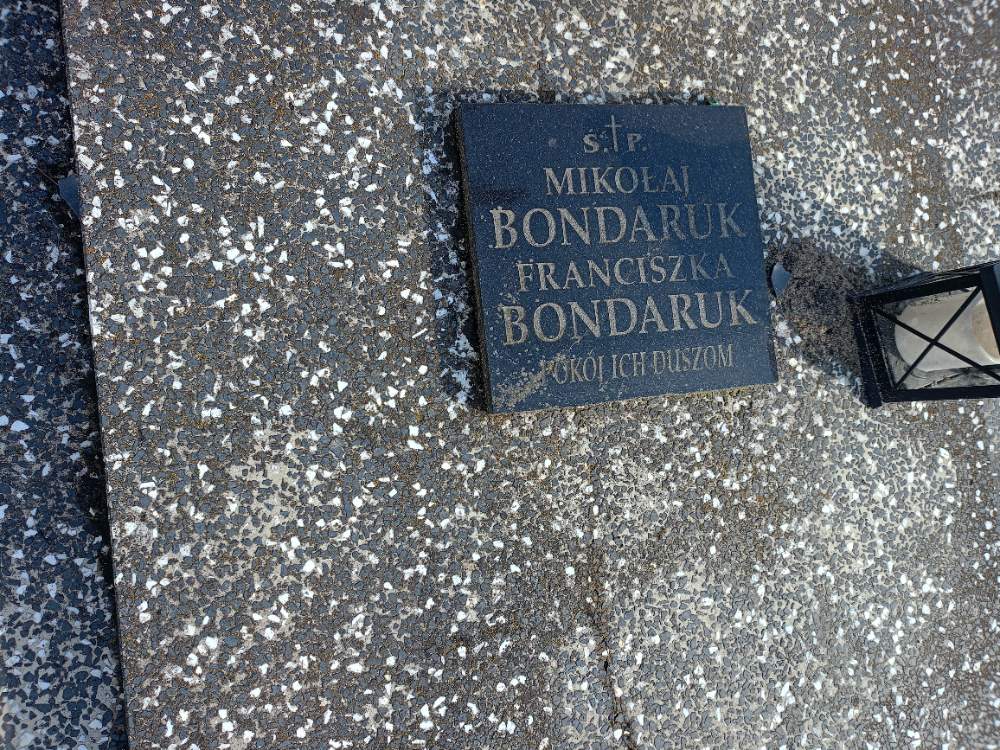 Ś. P.
MIKOŁAJ
BONDARUK
FRANCISZKA
BONDARUK
POKÓJ ICH DUSZOM